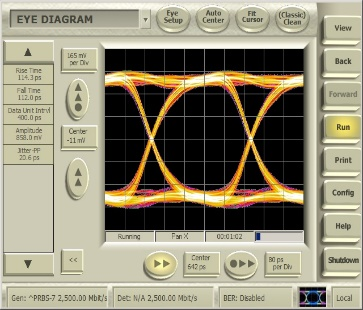 EYE DIAGRAM
Eye
Setup
Auto
Center
Fit
Cursor
(Classic)
Clean
View
Back
Forward
Run
Print
Config
Help
Shutdown
Rise Time
114.3 ps
Fall Time
112.0 ps
Data Unit Intrvl
400.0 ps
Amplitude
858.0 mV
Jitter-PP
20.6 ps
165 mV
per Div
Center
-11 mV
<<
Running
Fan X
00:01:02
Center
542 ps
80 ps
per Div
Gen: ^PRBS-7 2,500.00 Mbit/s
Det: N/A 2,500.00 Mbit/s
BER: Disabled
Local